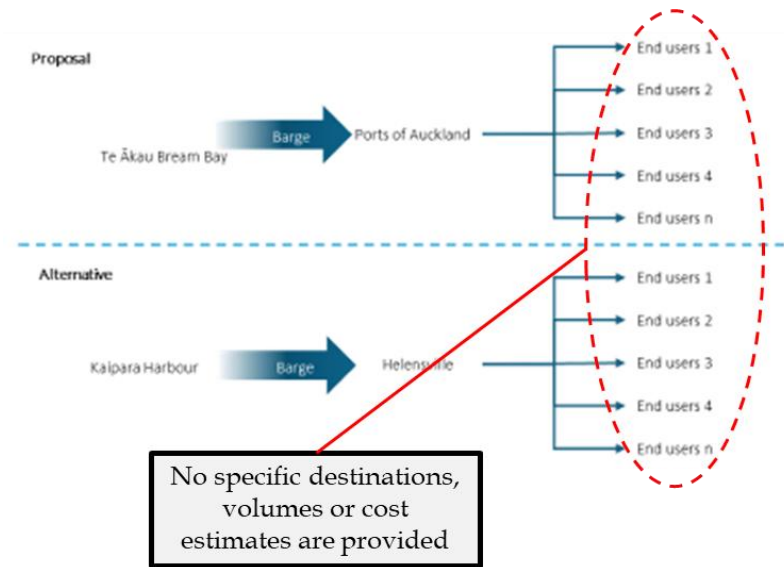 Proposal
End users 1
End users 2
Te Ākau Bream Bay
Barge
Ports of Auckland
End users 3
End users 4
End users n
Alternative
End users 1
End users 2
Kaipara Harbour
Barge
Helensville
End users 3
End users 4
End users n
No specific destinations,
volumes or cost
estimates are provided